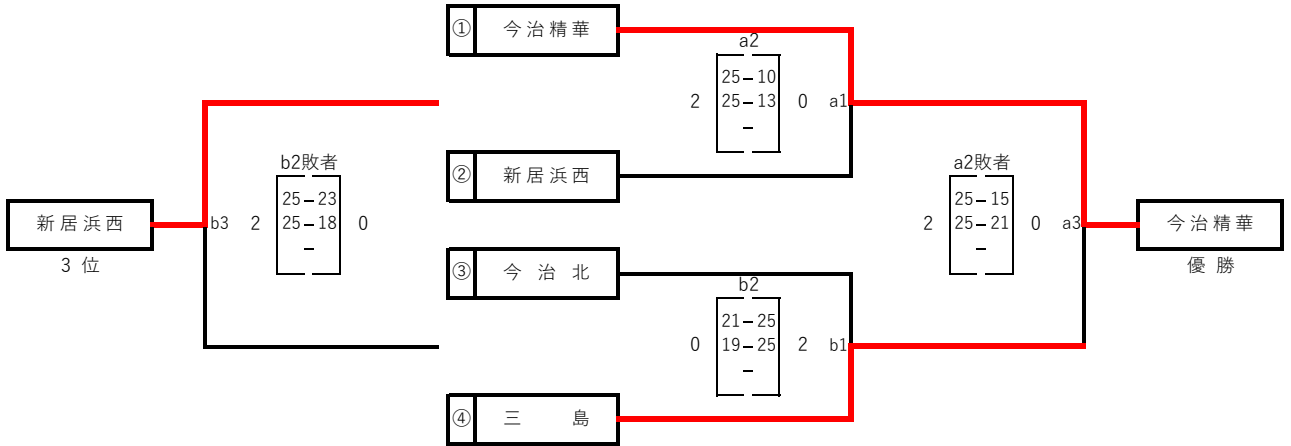 ① 今治精華
a2
25－10
2 25－13 0 a1
－
② 新居浜西
b2敗者
25－23
b3 2 25－18 0
－
新居浜西
3 位
a2敗者
25－15
2 25－21 0 a3
－
今治精華
優 勝
③ 今 治 北
b2
21－25
0 19－25 2 b1
－
④ 三 島